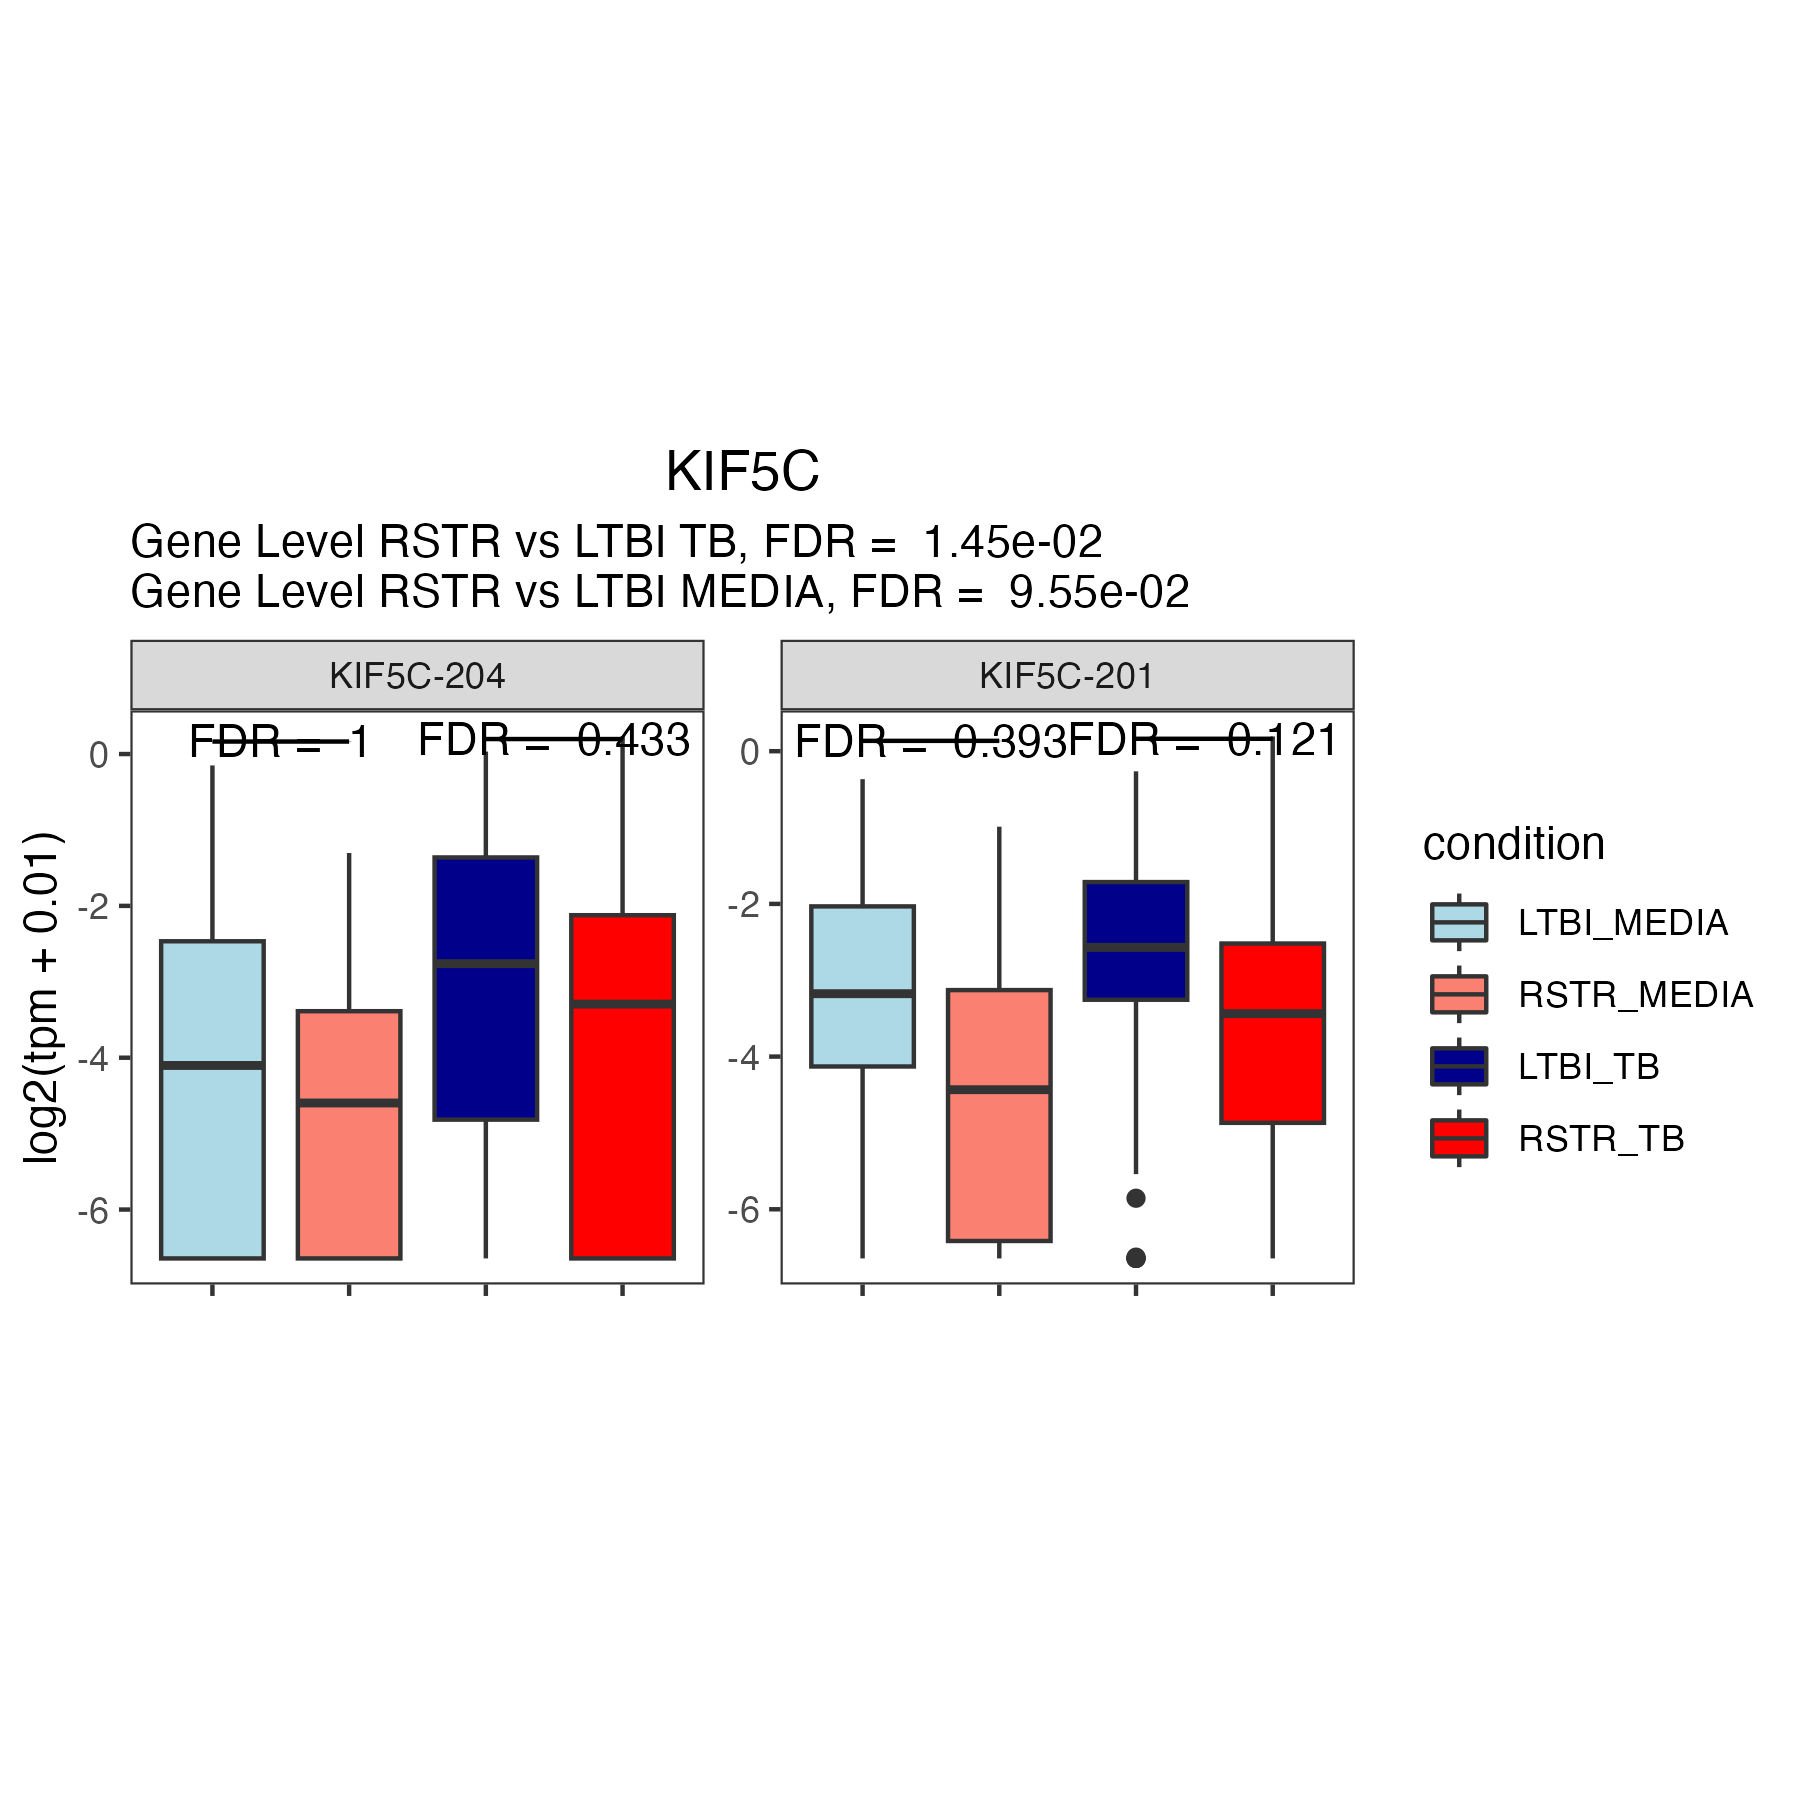 KIF5C
Gene Level RSTR vs LTBI TB, FDR = 1.45e-02
Gene Level RSTR vs LTBI MEDIA, FDR = 9.55e-02
KIF5C-204
KIF5C-201
FDR = 1
FDR = 0.433
FDR = 0.393
FDR = 0.121
0
-2
-4
-6
0
-2
-4
-6
log2(tpm + 0.01)
condition
LTBI_MEDIA
RSTR_MEDIA
LTBI_TB
RSTR_TB